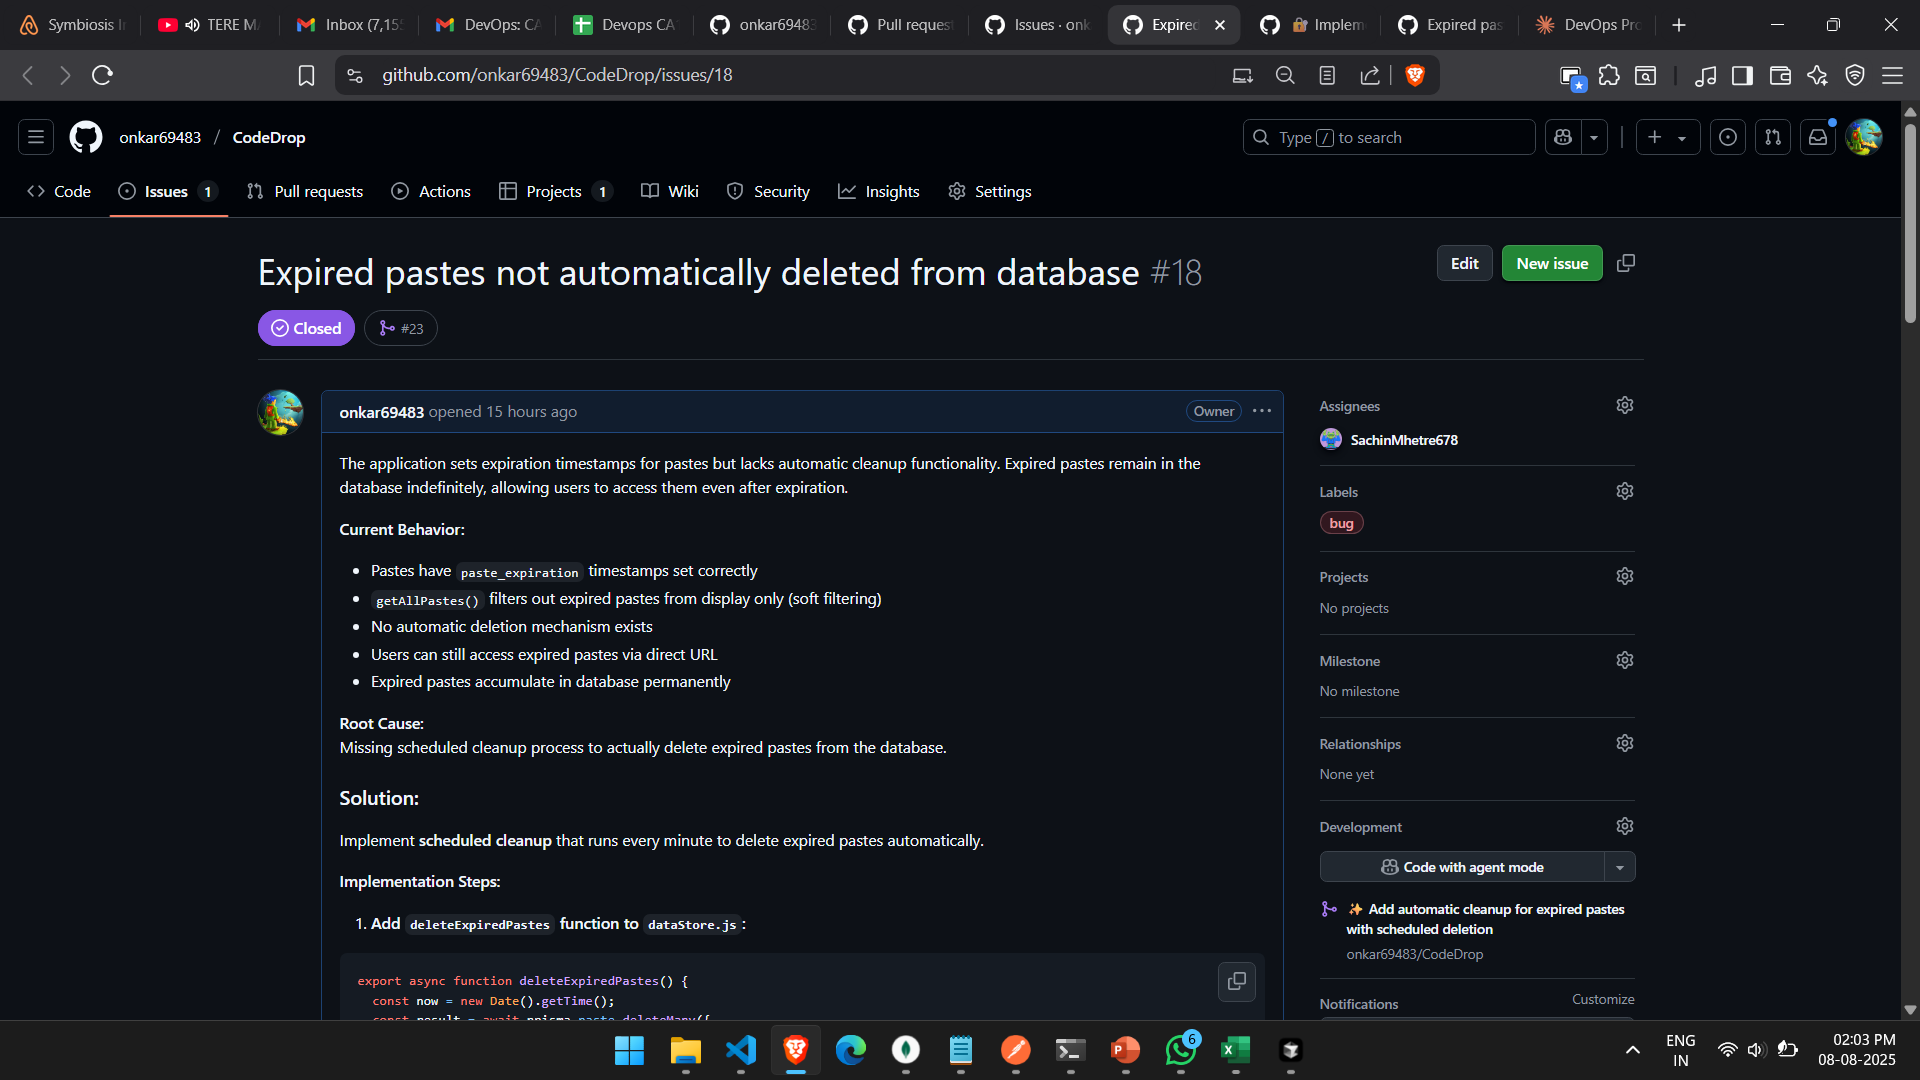 Symbiosis I
TERE M
Inbox (7,15
DevOps: CA
Devops CA
onkar69483
Pull request
Issues · onk
Expired
Implem
Expired pas
DevOps Pro
github.com/onkar69483/CodeDrop/issues/18
onkar69483 / CodeDrop
Type / to search
Code
Issues 1
Pull requests
Actions
Projects 1
Wiki
Security
Insights
Settings
Expired pastes not automatically deleted from database #18
Edit
New issue
Closed
#23
onkar69483 opened 15 hours ago
Owner
The application sets expiration timestamps for pastes but lacks automatic cleanup functionality. Expired pastes remain in the
database indefinitely, allowing users to access them even after expiration.
Current Behavior:
• Pastes have paste_expiration timestamps set correctly
• getAllPastes() filters out expired pastes from display only (soft filtering)
• No automatic deletion mechanism exists
• Users can still access expired pastes via direct URL
• Expired pastes accumulate in database permanently
Root Cause:
Missing scheduled cleanup process to actually delete expired pastes from the database.
Solution:
Implement scheduled cleanup that runs every minute to delete expired pastes automatically.
Implementation Steps:
1. Add deleteExpiredPastes function to dataStore.js:
export async function deleteExpiredPastes() {
const now = new Date().getTime();
const result = await prisma.paste.deleteMany({
Assignees
SachinMhetre678
Labels
bug
Projects
No projects
Milestone
No milestone
Relationships
None yet
Development
Code with agent mode
✨ Add automatic cleanup for expired pastes
with scheduled deletion
onkar69483/CodeDrop
Notifications
Customize
6
ENG
IN
02:03 PM
08-08-2025